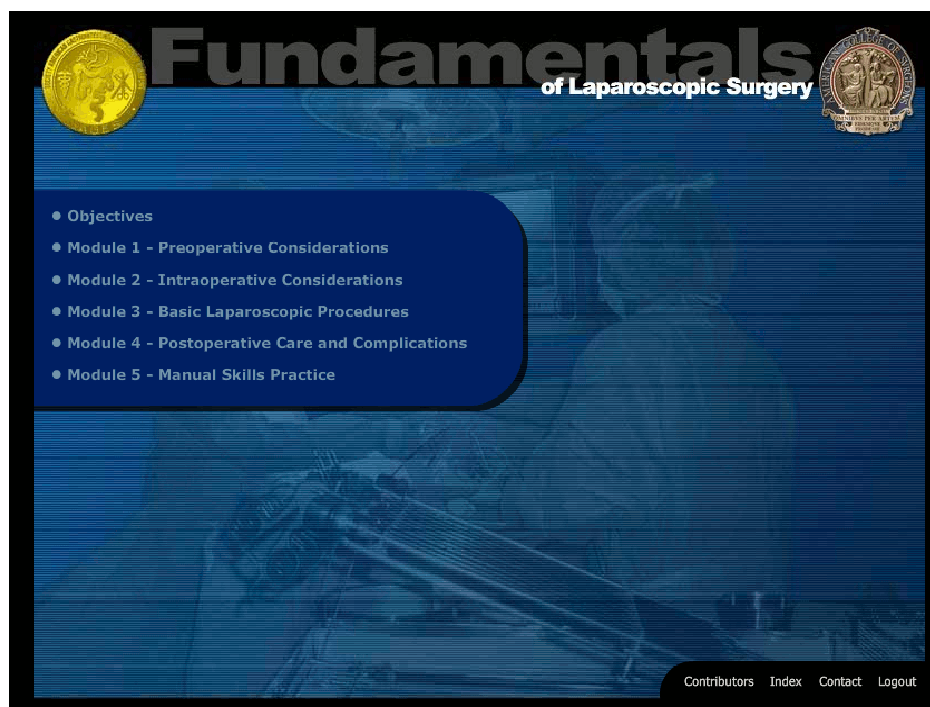 Fundamentals
of Laparoscopic Surgery
Objectives
Module 1 - Preoperative Considerations
Module 2 - Intraoperative Considerations
Module 3 - Basic Laparoscopic Procedures
Module 4 - Postoperative Care and Complications
Module 5 - Manual Skills Practice
Contributors Index Contact Logout